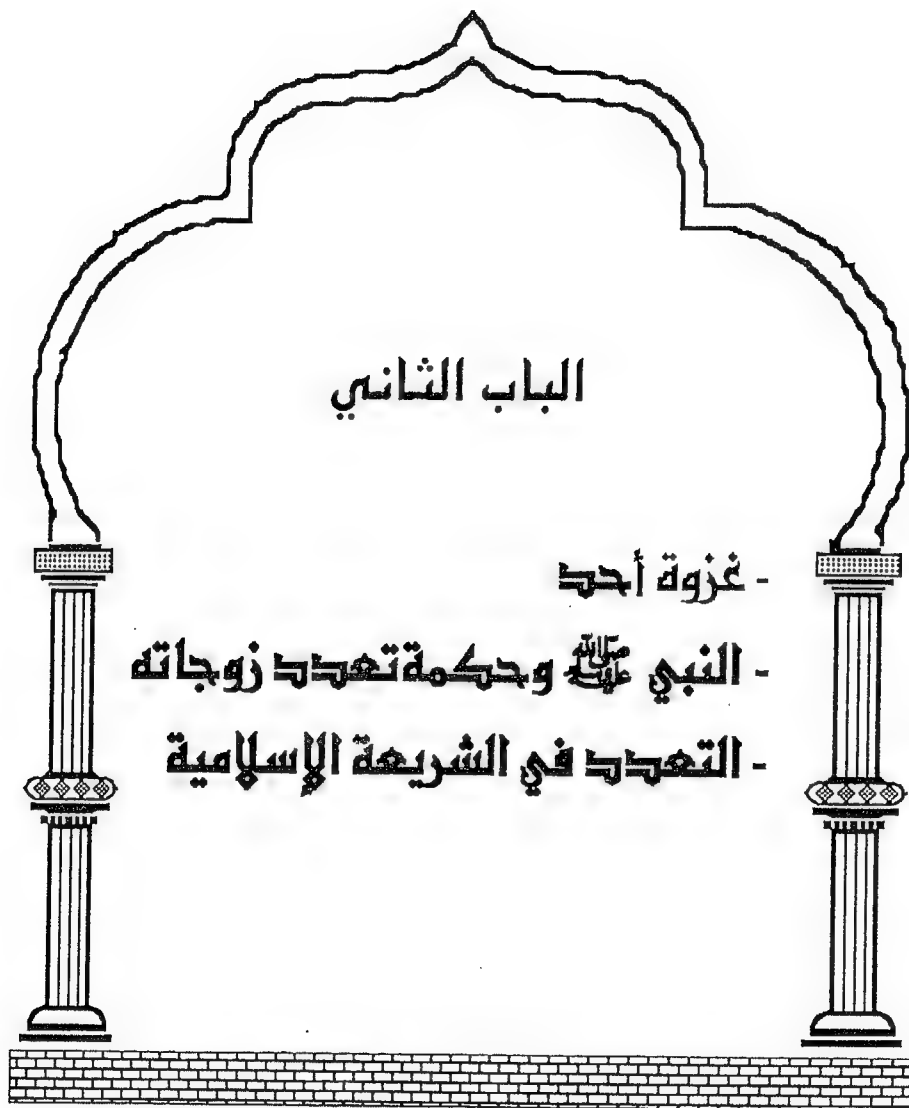 الباب الثاني
- غزوة أحد
- النبي ﷺ وحكمة تعدد زوجاته
- التعدد في الشريعة الإسلامية